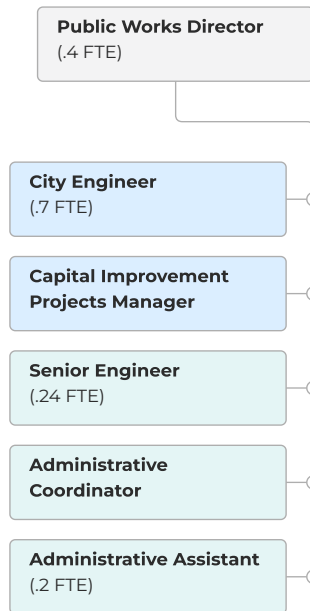 Public Works Director
(.4 FTE)
City Engineer
(.7 FTE)
Capital Improvement
Projects Manager
Senior Engineer
(.24 FTE)
Administrative
Coordinator
Administrative Assistant
(.2 FTE)